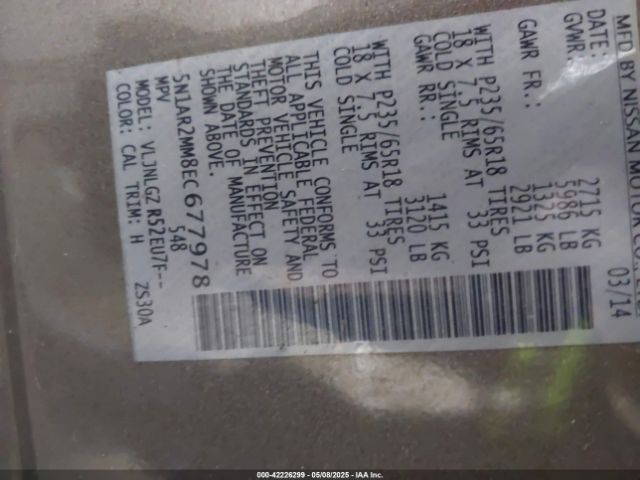 MFD BY NISSAN
DATE: 03/14
GVWR: 2715 KG
5986 LB
GAWR FR.: 1325 KG
2921 LB
WITH P235/65R18 TIRES
18 X 7.5 RIMS AT 33 PSI
COLD SINGLE
GAWR RR.: 1415 KG
3120 LB
WITH P235/65R18 TIRES
18 X 7.5 RIMS AT 33 PSI
COLD SINGLE
THIS VEHICLE CONFORMS TO
ALL APPLICABLE FEDERAL
MOTOR VEHICLE SAFETY AND
THEFT PREVENTION
STANDARDS IN EFFECT ON
THE DATE OF MANUFACTURE
SHOWN ABOVE.
5N1AR2MM8EC677978
MPV 548
MODEL: VLJNLGZ R52EU7F--
COLOR: CAL TRIM: H ZS30A
000-42226299 - 05/08/2025 - IAA Inc.